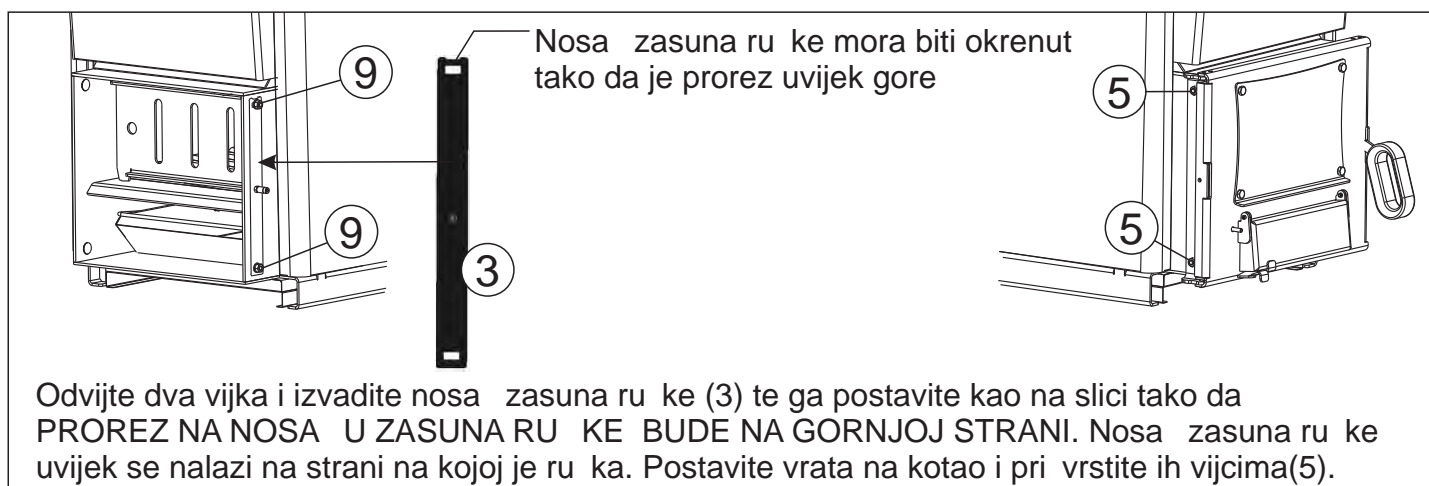 Nosa zasuna ru ke mora biti okrenut
tako da je prorez uvijek gore
9
5
9
5
3
Odvijte dva vijka i izvadite nosa zasuna ru ke (3) te ga postavite kao na slici tako da
PROREZ NA NOSA U ZASUNA RU KE BUDE NA GORNJOJ STRANI. Nosa zasuna ru ke
uvijek se nalazi na strani na kojoj je ru ka. Postavite vrata na kotao i pri vrstite ih vijcima(5).